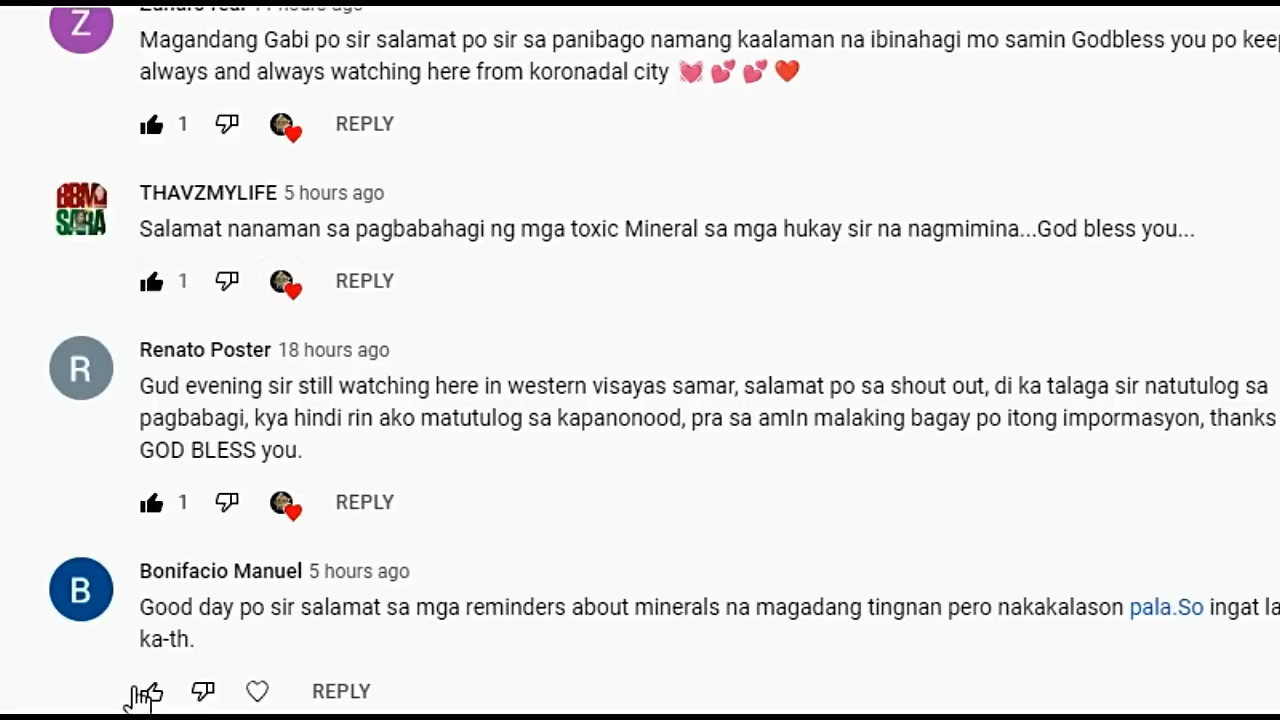 Z
Magandang Gabi po sir salamat po sir sa panibago namang kaalaman na ibinahagi mo samin Godbless you po keep
always and always watching here from koronadal city 💓 💕 💕 ❤️
1 REPLY
BBM
SARA
THAVZMYLIFE 5 hours ago
Salamat nanaman sa pagbabahagi ng mga toxic Mineral sa mga hukay sir na nagmimina...God bless you...
1 REPLY
R
Renato Poster 18 hours ago
Gud evening sir still watching here in western visayas samar, salamat po sa shout out, di ka talaga sir natutulog sa
pagbabagi, kya hindi rin ako matutulog sa kapanonood, pra sa amIn malaking bagay po itong impormasyon, thanks
GOD BLESS you.
1 REPLY
B
Bonifacio Manuel 5 hours ago
Good day po sir salamat sa mga reminders about minerals na magadang tingnan pero nakakalason pala.So ingat
ka-th.
REPLY